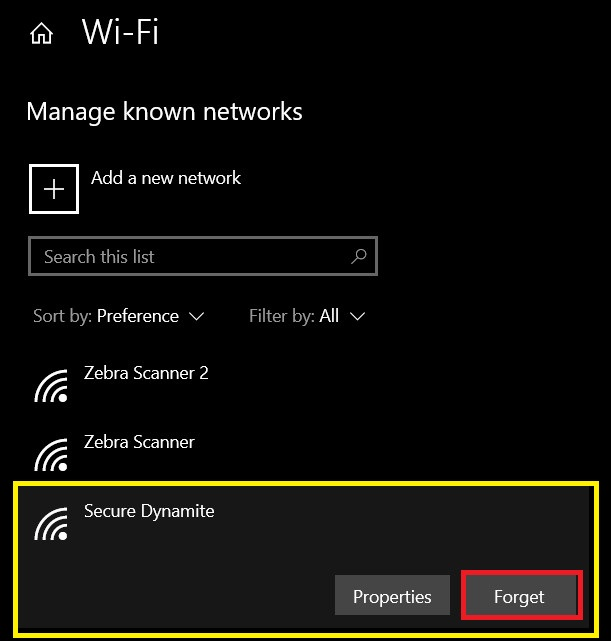 Wi-Fi
Manage known networks
Add a new network
Search this list
Sort by: Preference Filter by: All
Zebra Scanner 2
Zebra Scanner
Secure Dynamite
Properties Forget